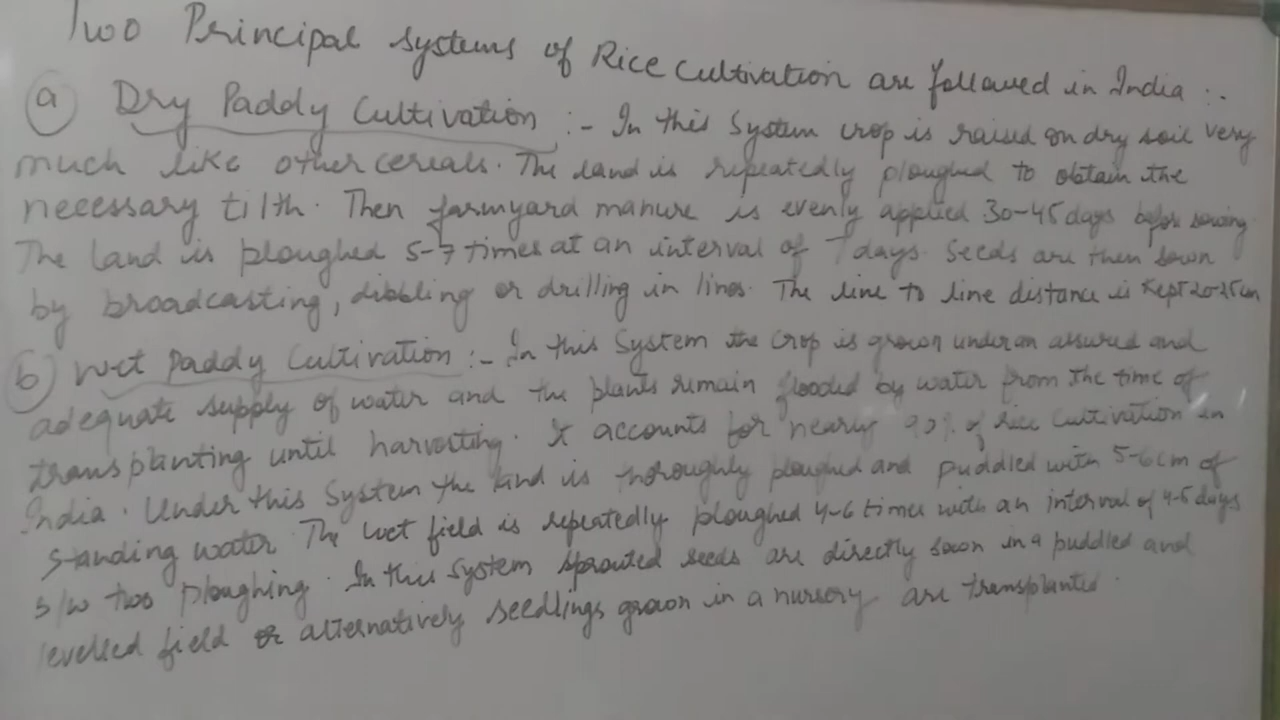 Two Principal systems of Rice Cultivation are followed in India :-
(a) Dry Paddy Cultivation :- In this System crop is raised on dry soil very
much like other cereals. The land is repeatedly ploughed to obtain the
necessary tilth. Then farmyard manure is evenly applied 30-45 days before sowing.
The land is ploughed 5-7 times at an interval of 7 days. Seeds are then sown
by broadcasting, dibbling or drilling in lines. The line to line distance is kept 20-25cm
(b) Wet Paddy Cultivation :- In this System the crop is grown under an assured and
adequate supply of water and the plants remain flooded by water from the time of
transplanting until harvesting. It accounts for nearly 90% of rice cultivation in
India. Under this System the land is thoroughly ploughed and puddled with 5-6cm of
standing water. The wet field is repeatedly ploughed 4-6 times with an interval of 4-5 days
b/w two ploughing. In this system sprouted seeds are directly sown in a puddled and
levelled field or alternatively seedlings grown in a nursery are transplanted.